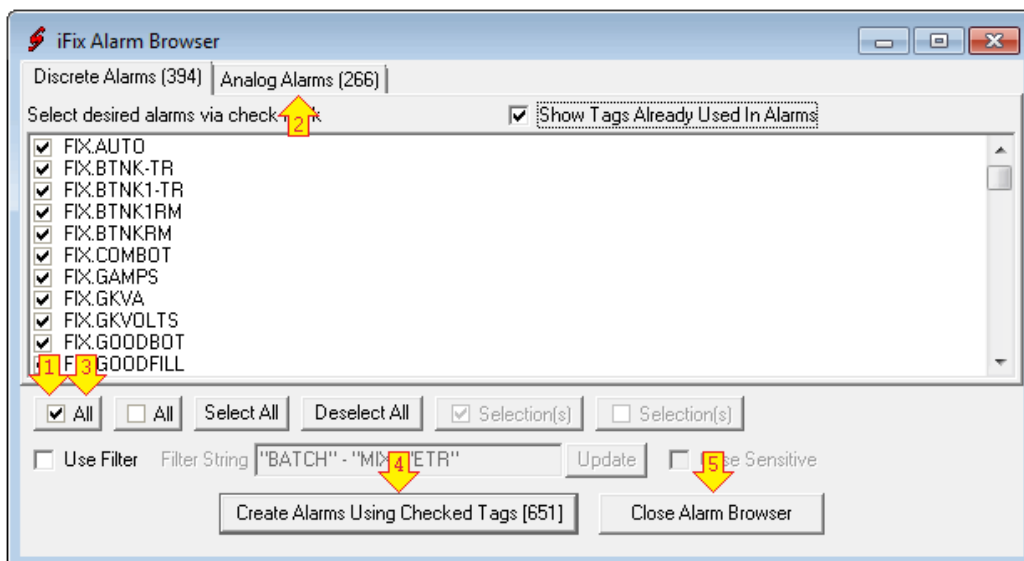 iFix Alarm Browser
Discrete Alarms (394) Analog Alarms (266)
Select desired alarms via check Show Tags Already Used In Alarms
2
FIX.AUTO
FIX.BTNK-TR
FIX.BTNK1-TR
FIX.BTNK1RM
FIX.BTNKRM
FIX.COMBOT
FIX.GAMPS
FIX.GKVA
FIX.GKVOLTS
FIX.GOODBOT
GOODFILL
1 3
All All Select All Deselect All Selection(s) Selection(s)
Use Filter Filter String "BATCH" - "MIX ETR" Update Sensitive
4 5
Create Alarms Using Checked Tags [651] Close Alarm Browser